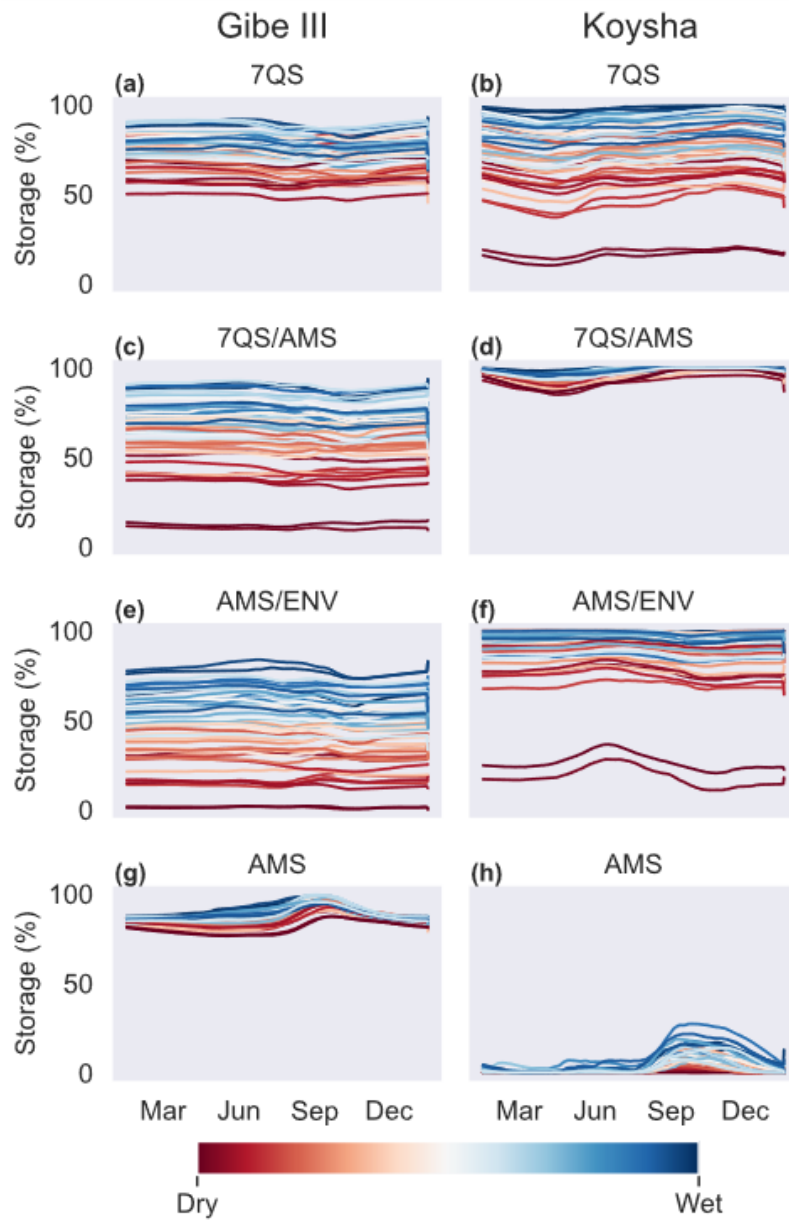 Gibe III Koysha
(a) 7QS (b) 7QS
Storage (%) 100 50 0
(c) 7QS/AMS (d) 7QS/AMS
Storage (%) 100 50 0
(e) AMS/ENV (f) AMS/ENV
Storage (%) 100 50 0
(g) AMS (h) AMS
Storage (%) 100 50 0
Mar Jun Sep Dec Mar Jun Sep Dec
Dry Wet